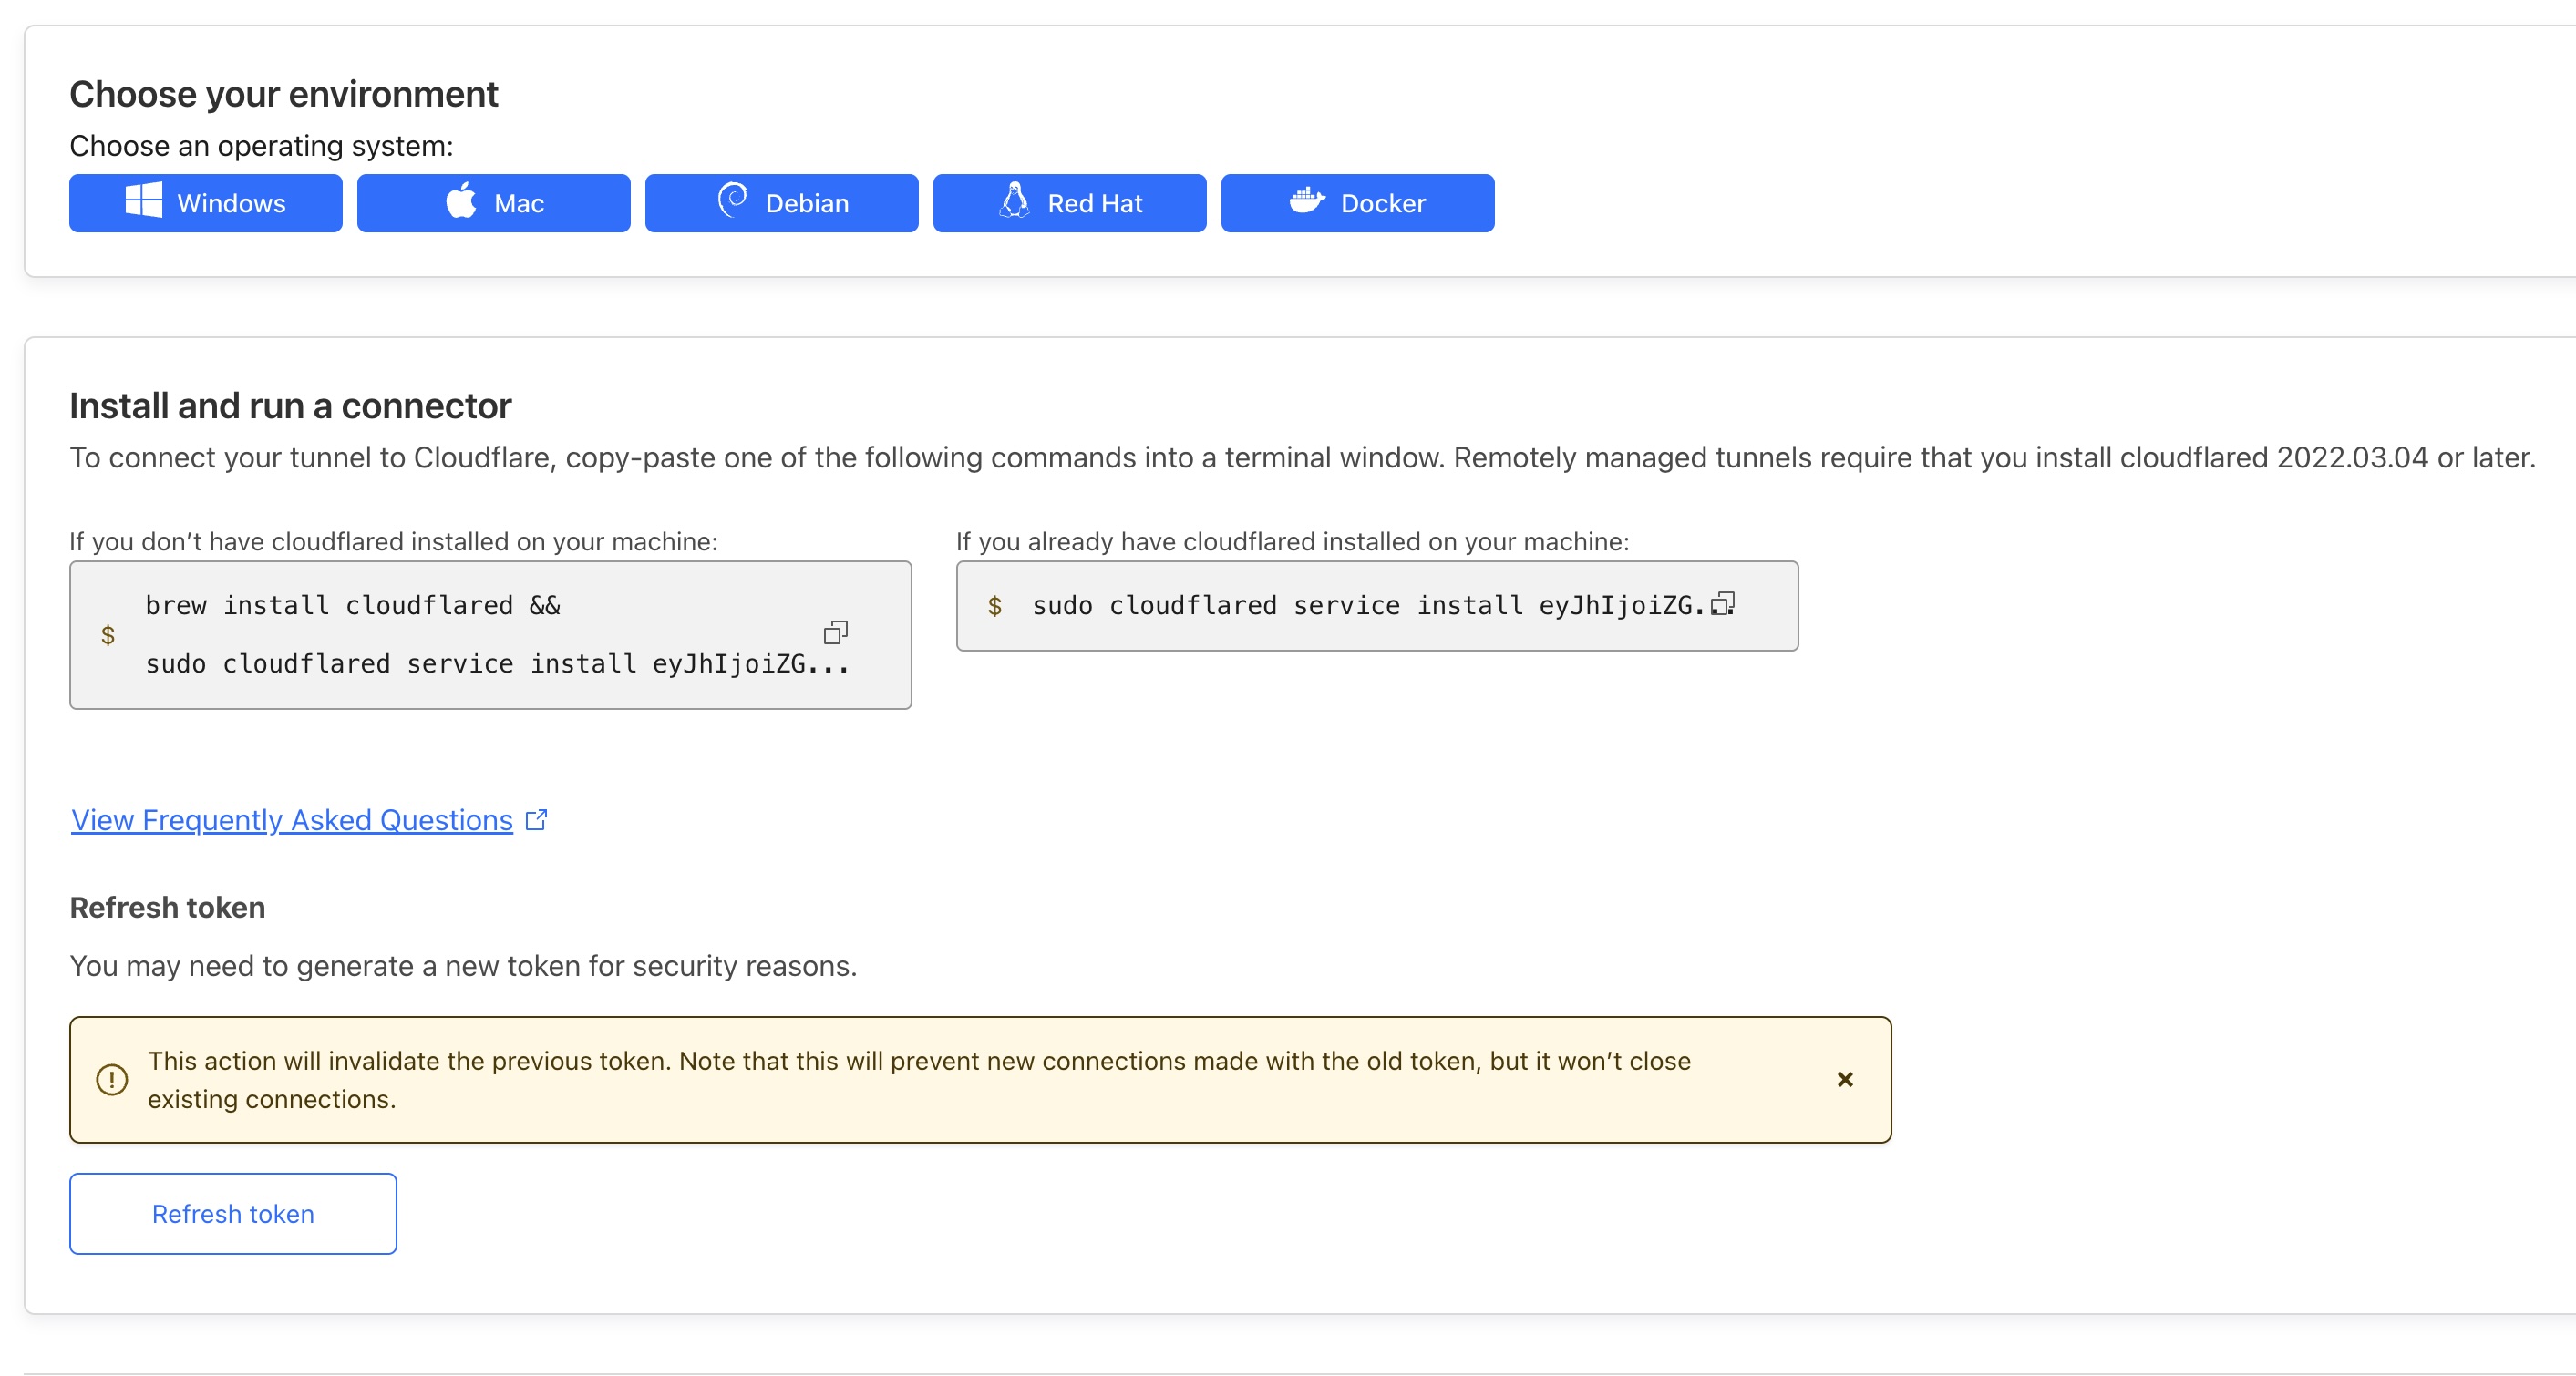 Choose your environment
Choose an operating system:
Windows
Mac
Debian
Red Hat
Docker
Install and run a connector
To connect your tunnel to Cloudflare, copy-paste one of the following commands into a terminal window. Remotely managed tunnels require that you install cloudflared 2022.03.04 or later.
If you don’t have cloudflared installed on your machine:
$ brew install cloudflared &&
sudo cloudflared service install eyJhIjoiZG...
If you already have cloudflared installed on your machine:
$ sudo cloudflared service install eyJhIjoiZG...
View Frequently Asked Questions
Refresh token
You may need to generate a new token for security reasons.
This action will invalidate the previous token. Note that this will prevent new connections made with the old token, but it won’t close
existing connections.
Refresh token